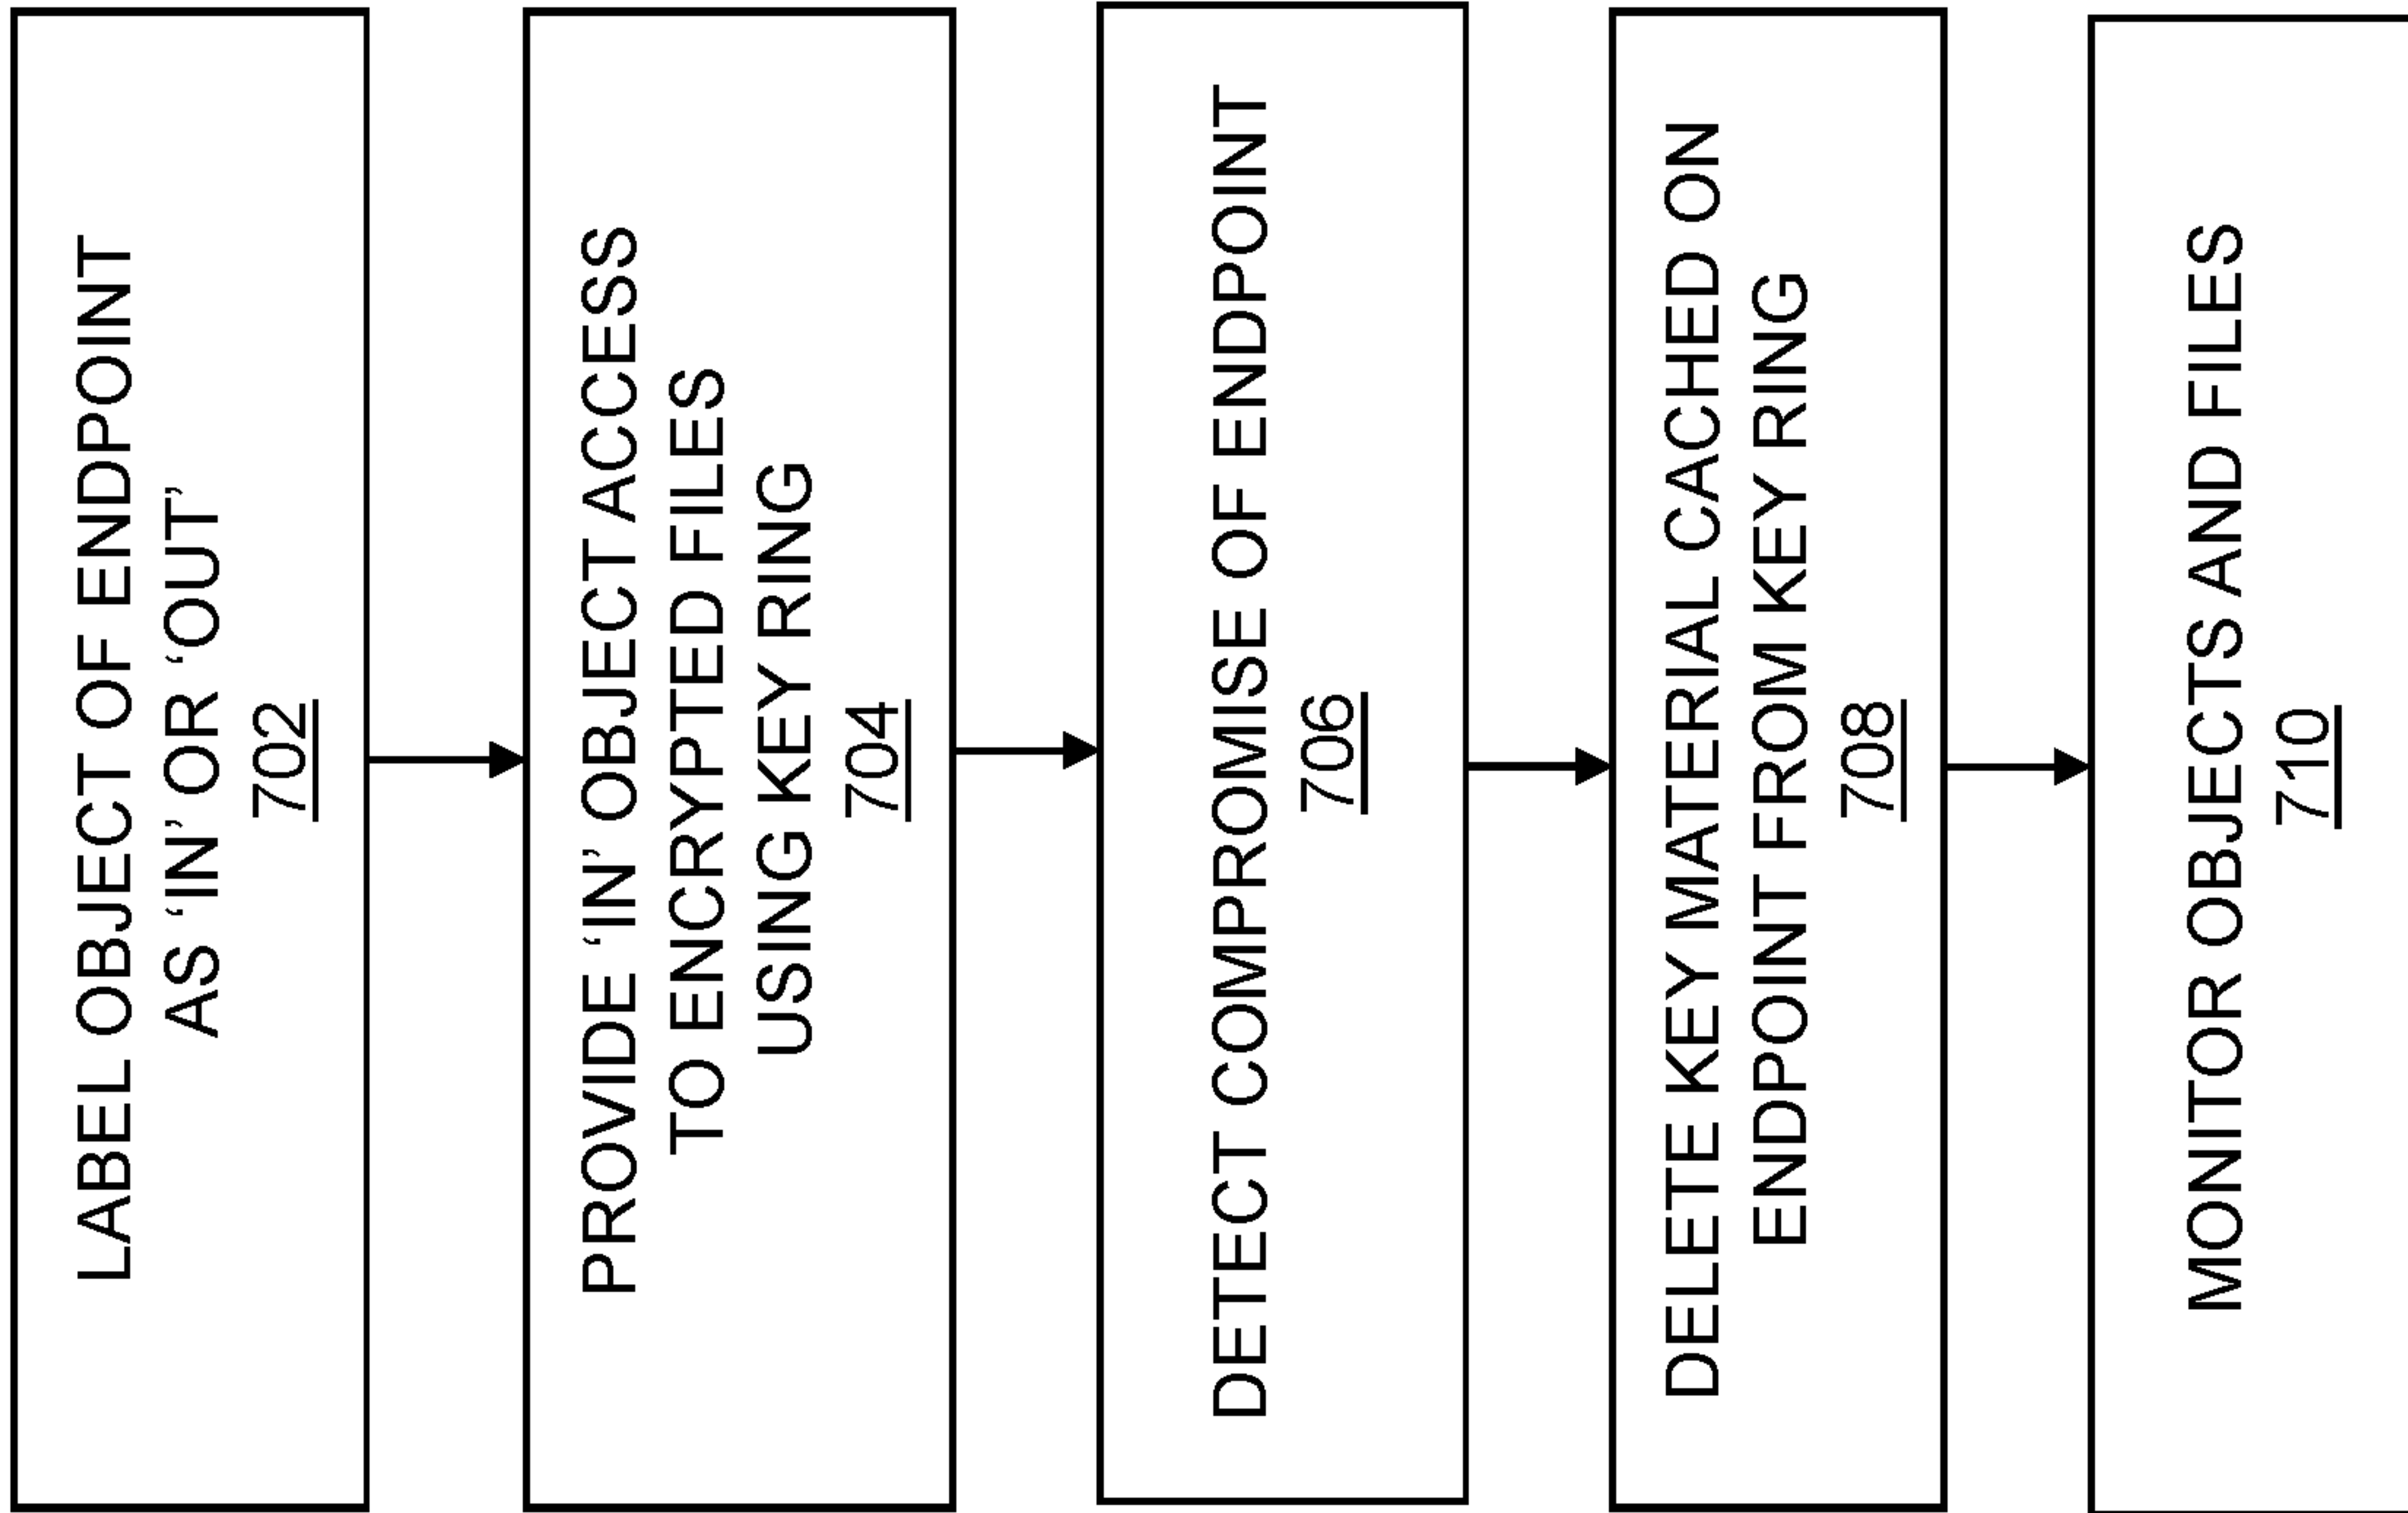 LABEL OBJECT OF ENDPOINT
AS ‘IN’ OR ‘OUT’
702
PROVIDE ‘IN’ OBJECT ACCESS
TO ENCRYPTED FILES
USING KEY RING
704
DETECT COMPROMISE OF ENDPOINT
706
DELETE KEY MATERIAL CACHED ON
ENDPOINT FROM KEY RING
708
MONITOR OBJECTS AND FILES
710